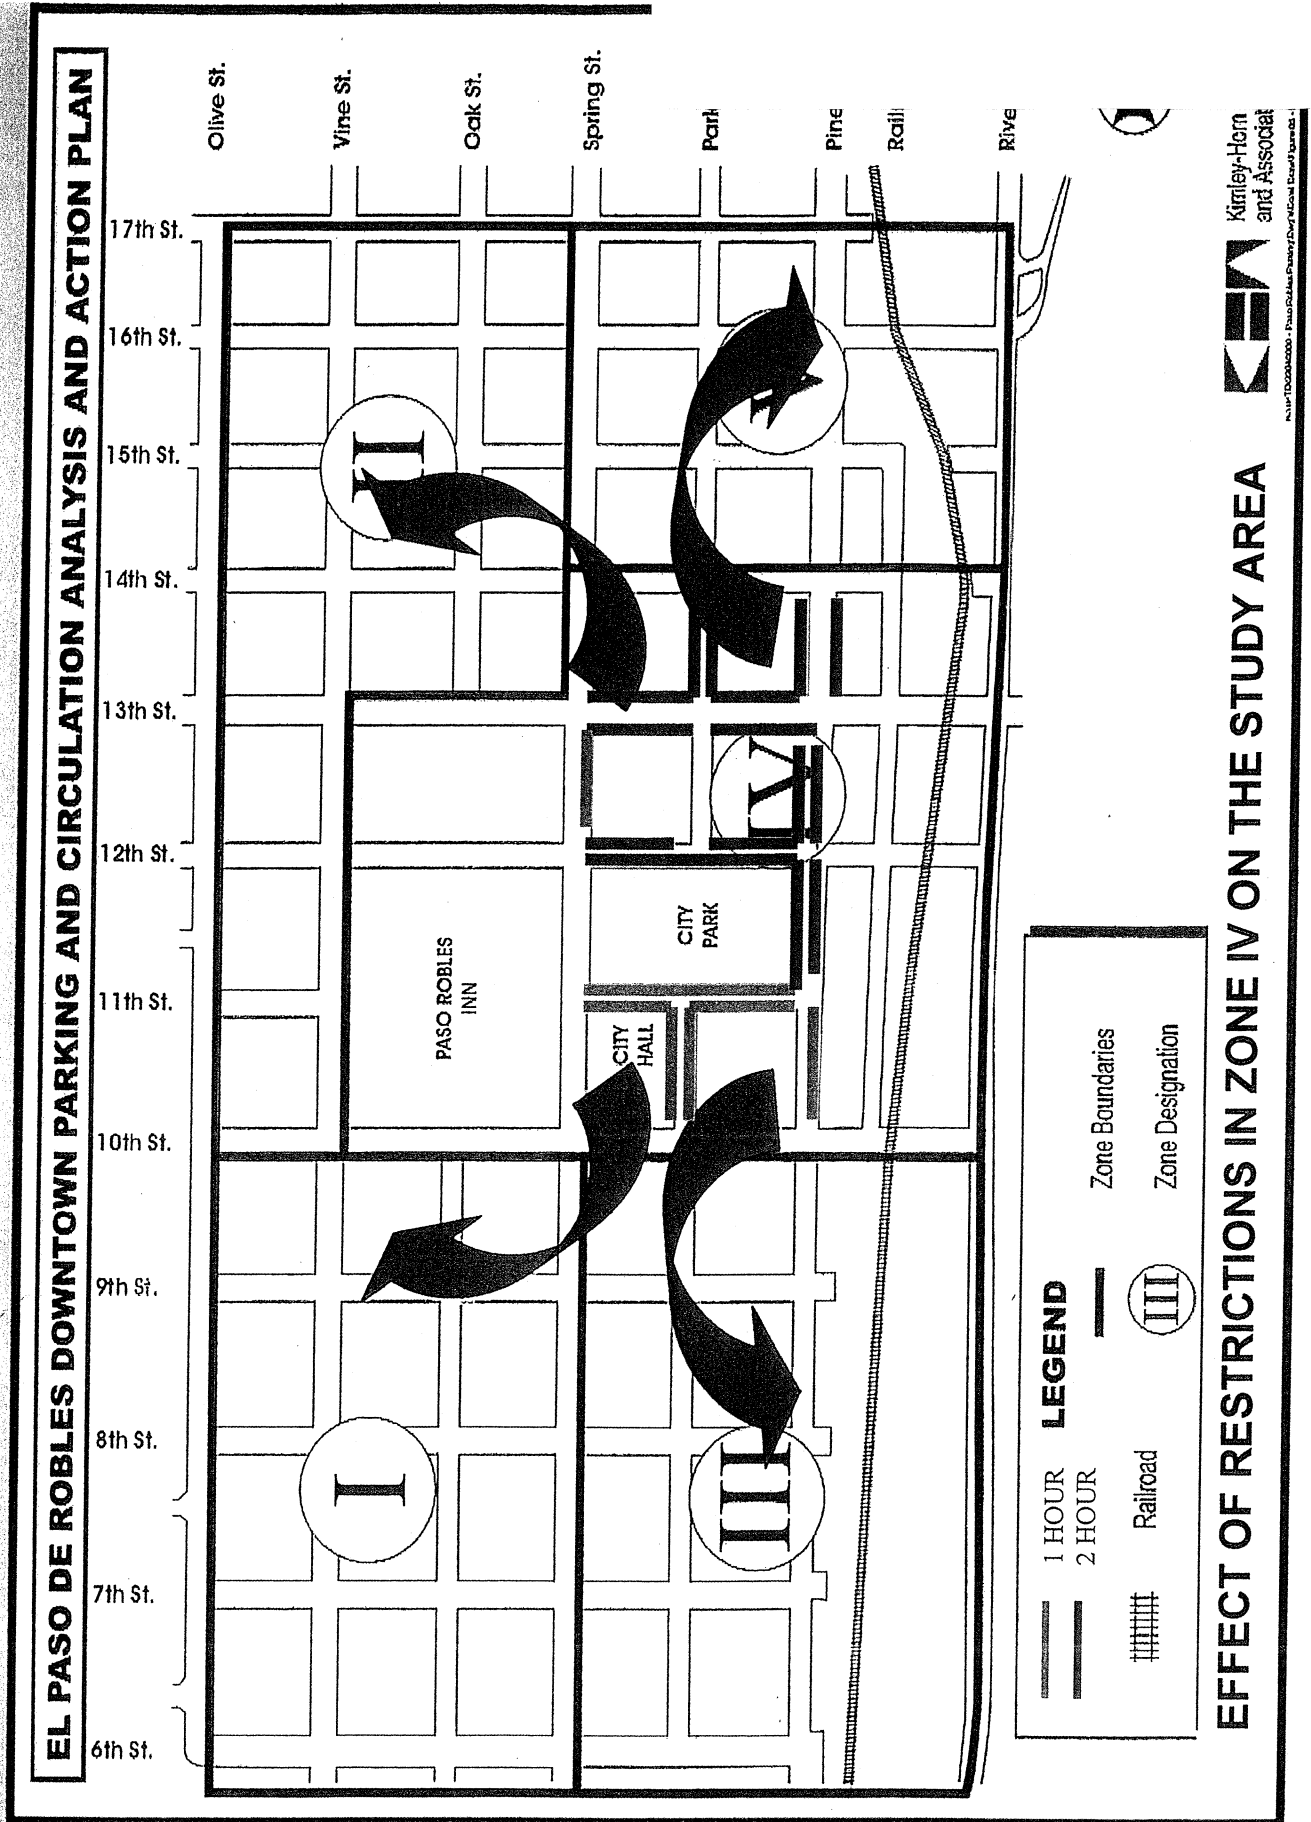 EL PASO DE ROBLES DOWNTOWN PARKING AND CIRCULATION ANALYSIS AND ACTION PLAN
6th St.
7th St.
8th St.
9th St.
10th St.
11th St.
12th St.
13th St.
14th St.
15th St.
16th St.
17th St.
Olive St.
Vine St.
Oak St.
Spring St.
Park
Pine
Rail
Rive
I
II
III
PASO ROBLES
INN
CITY
HALL
CITY
PARK
LEGEND
1 HOUR
2 HOUR
Railroad
Zone Boundaries
III
Zone Designation
Kimley-Horn
and Associat
EFFECT OF RESTRICTIONS IN ZONE IV ON THE STUDY AREA